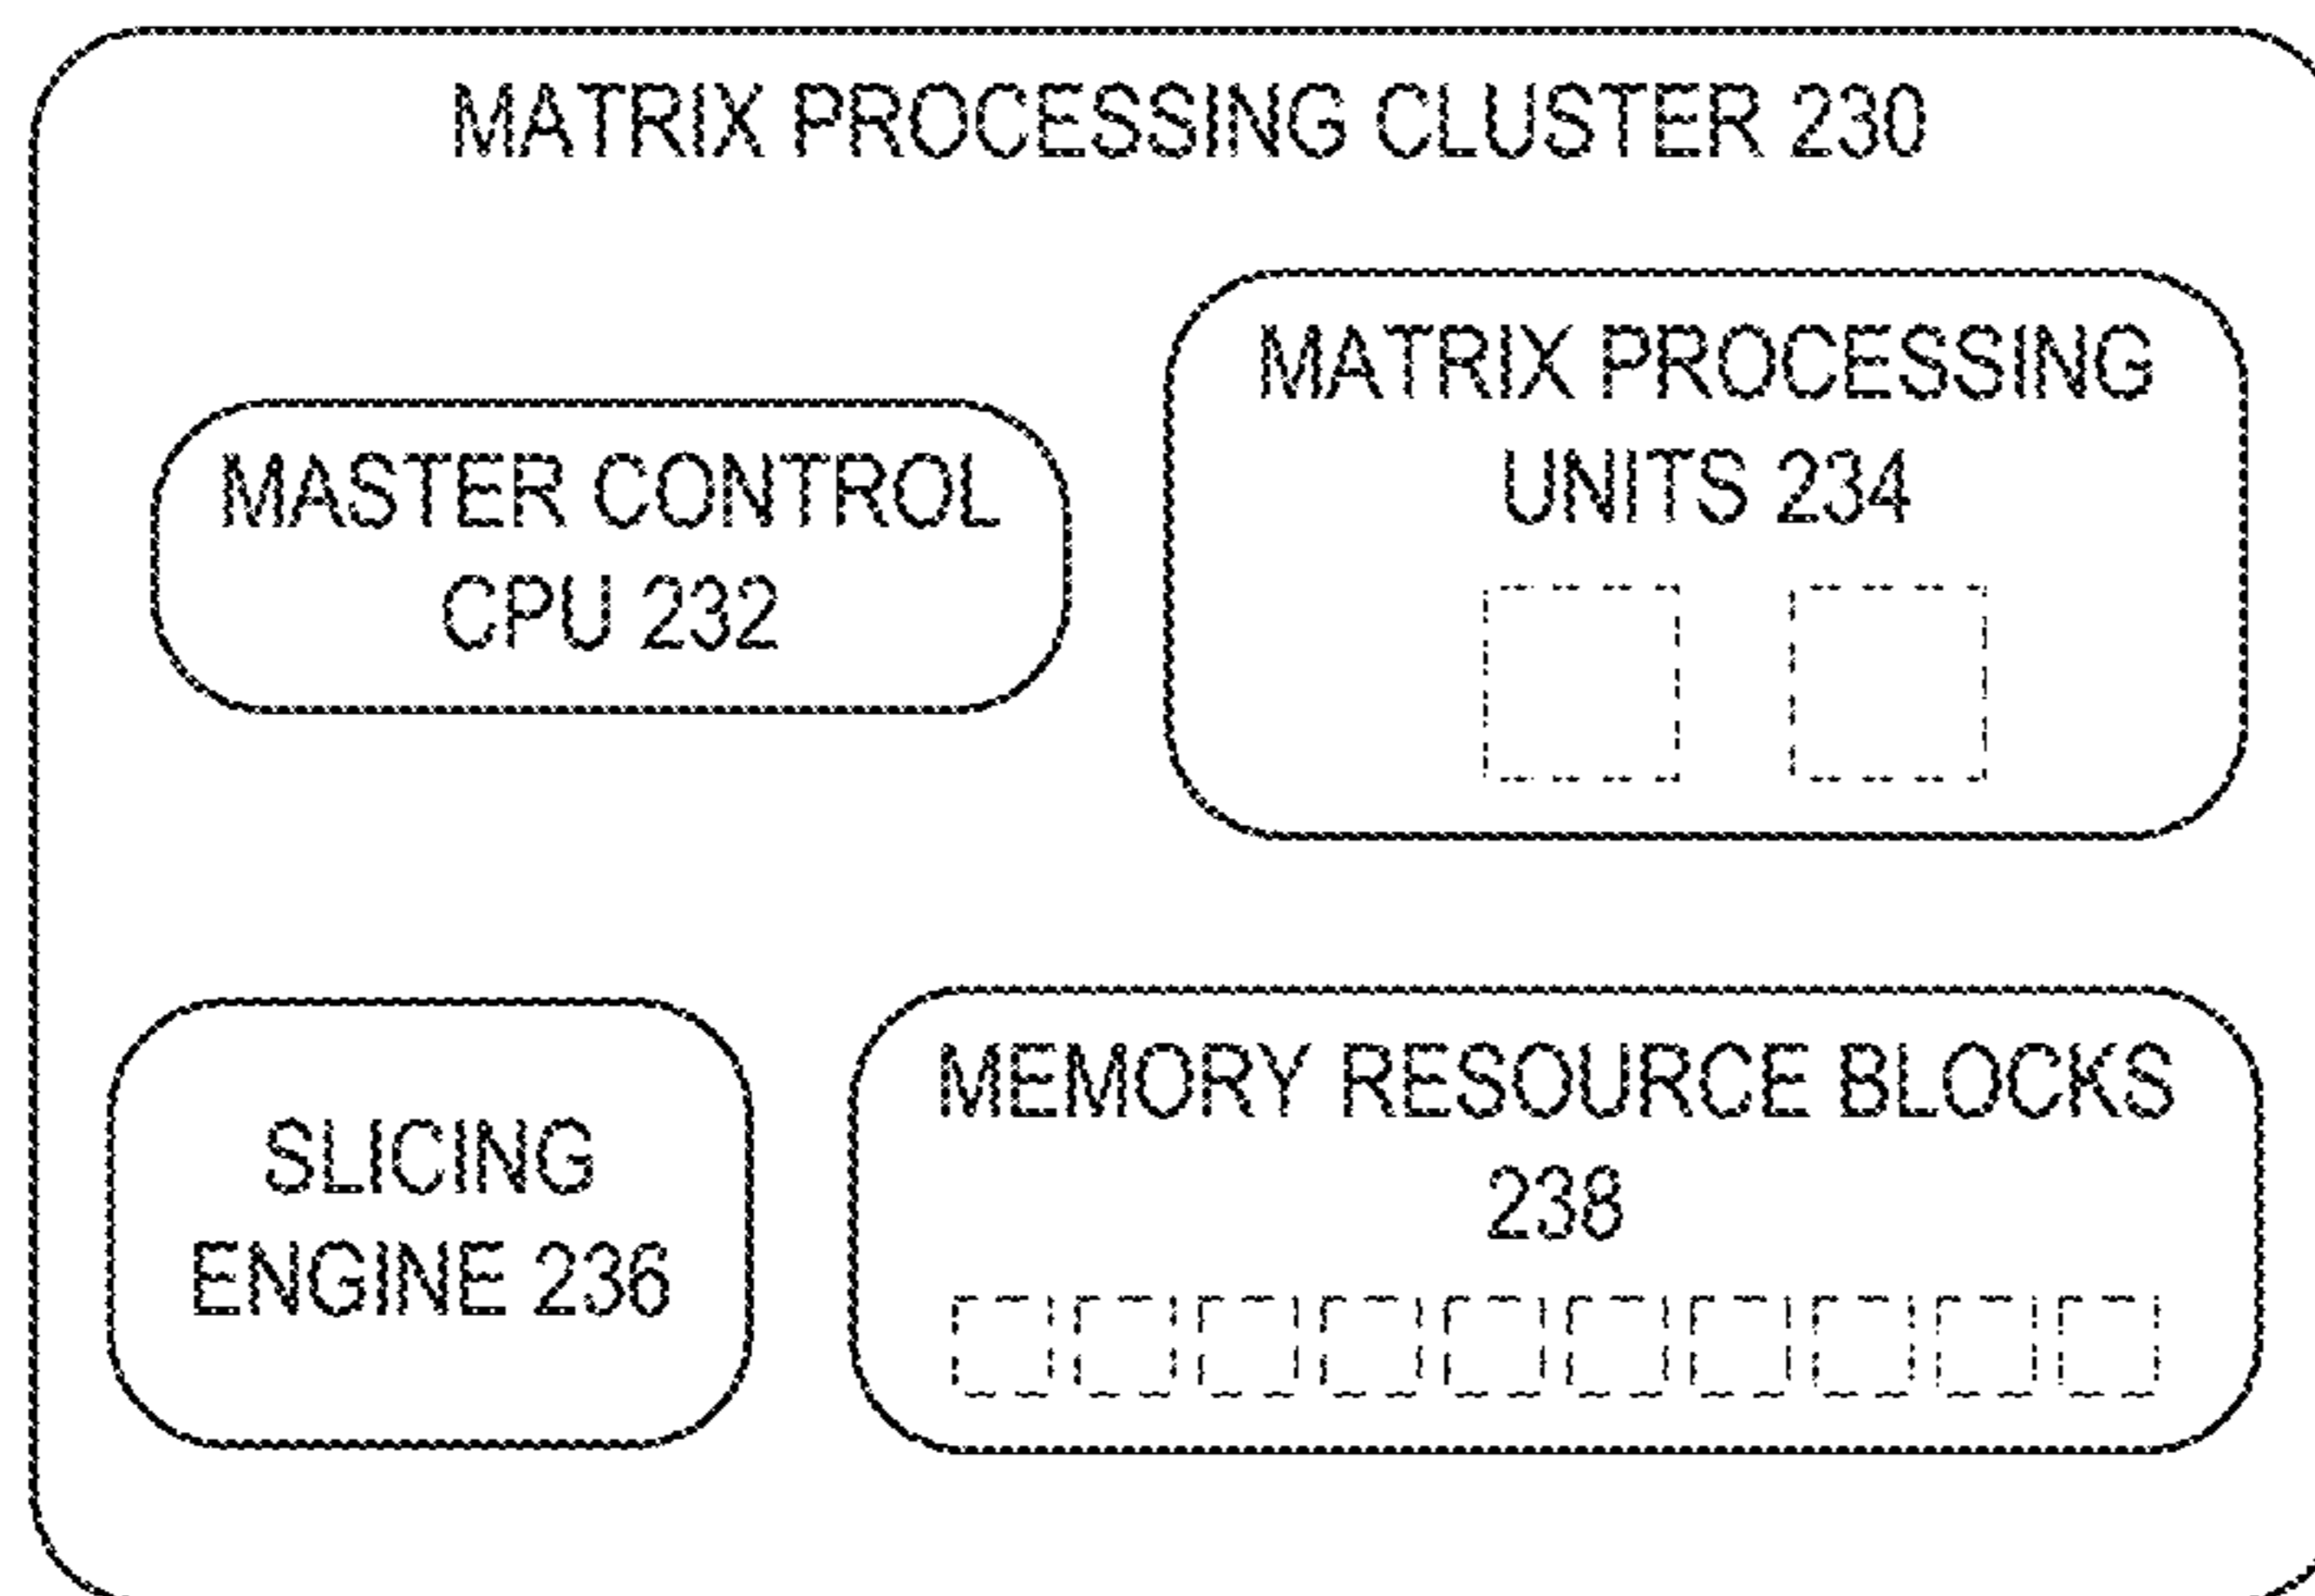 MATRIX PROCESSING CLUSTER 230
MATRIX PROCESSING
UNITS 234
MASTER CONTROL
CPU 232
SLICING
ENGINE 236
MEMORY RESOURCE BLOCKS
238